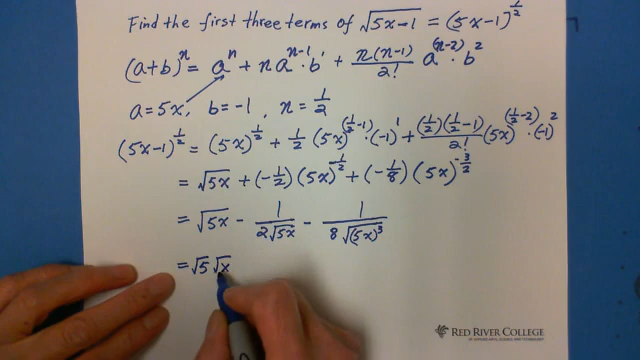 Find the first three terms of √(5x-1) = (5x-1)^(1/2)
(a+b)^n = a^n + n a^(n-1) · b^1 + n(n-1)/2! a^(n-2) · b^2
a = 5x, b = -1, n = 1/2
(5x-1)^(1/2) = (5x)^(1/2) + 1/2 (5x)^(1/2-1) · (-1)^1 + (1/2)(1/2-1)/2! (5x)^(1/2-2) · (-1)^2
= √5x + (-1/2)(5x)^(-1/2) + (-1/8)(5x)^(-3/2)
= √5x - 1/(2√5x) - 1/(8√(5x)^3)
= √5 √x
RED RIVER COLLEGE